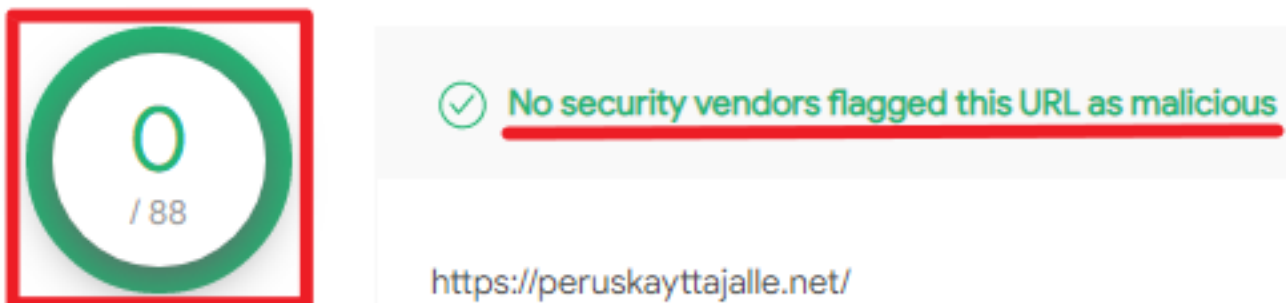 0
/ 88
No security vendors flagged this URL as malicious
https://peruskayttajalle.net/